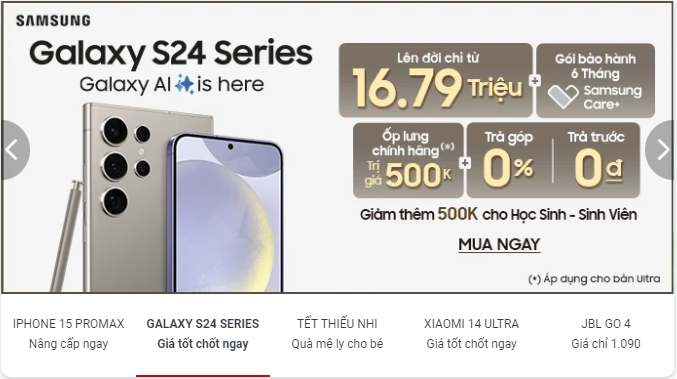 SAMSUNG
Galaxy S24 Series
Galaxy AI is here
Lên đời chỉ từ
16.79 Triệu
+
Gói bảo hành
6 Tháng
Samsung
Care+
Ốp lưng
chính hãng (*)
Trị
giá 500K
+
Trả góp
0%
Trả trước
0đ
Giảm thêm 500K cho Học Sinh - Sinh Viên
MUA NGAY
(*) Áp dụng cho bản Ultra
IPHONE 15 PROMAX
Nâng cấp ngay
GALAXY S24 SERIES
Giá tốt chốt ngay
TẾT THIẾU NHI
Quà mê ly cho bé
XIAOMI 14 ULTRA
Giá tốt chốt ngay
JBL GO 4
Giá chỉ 1.090